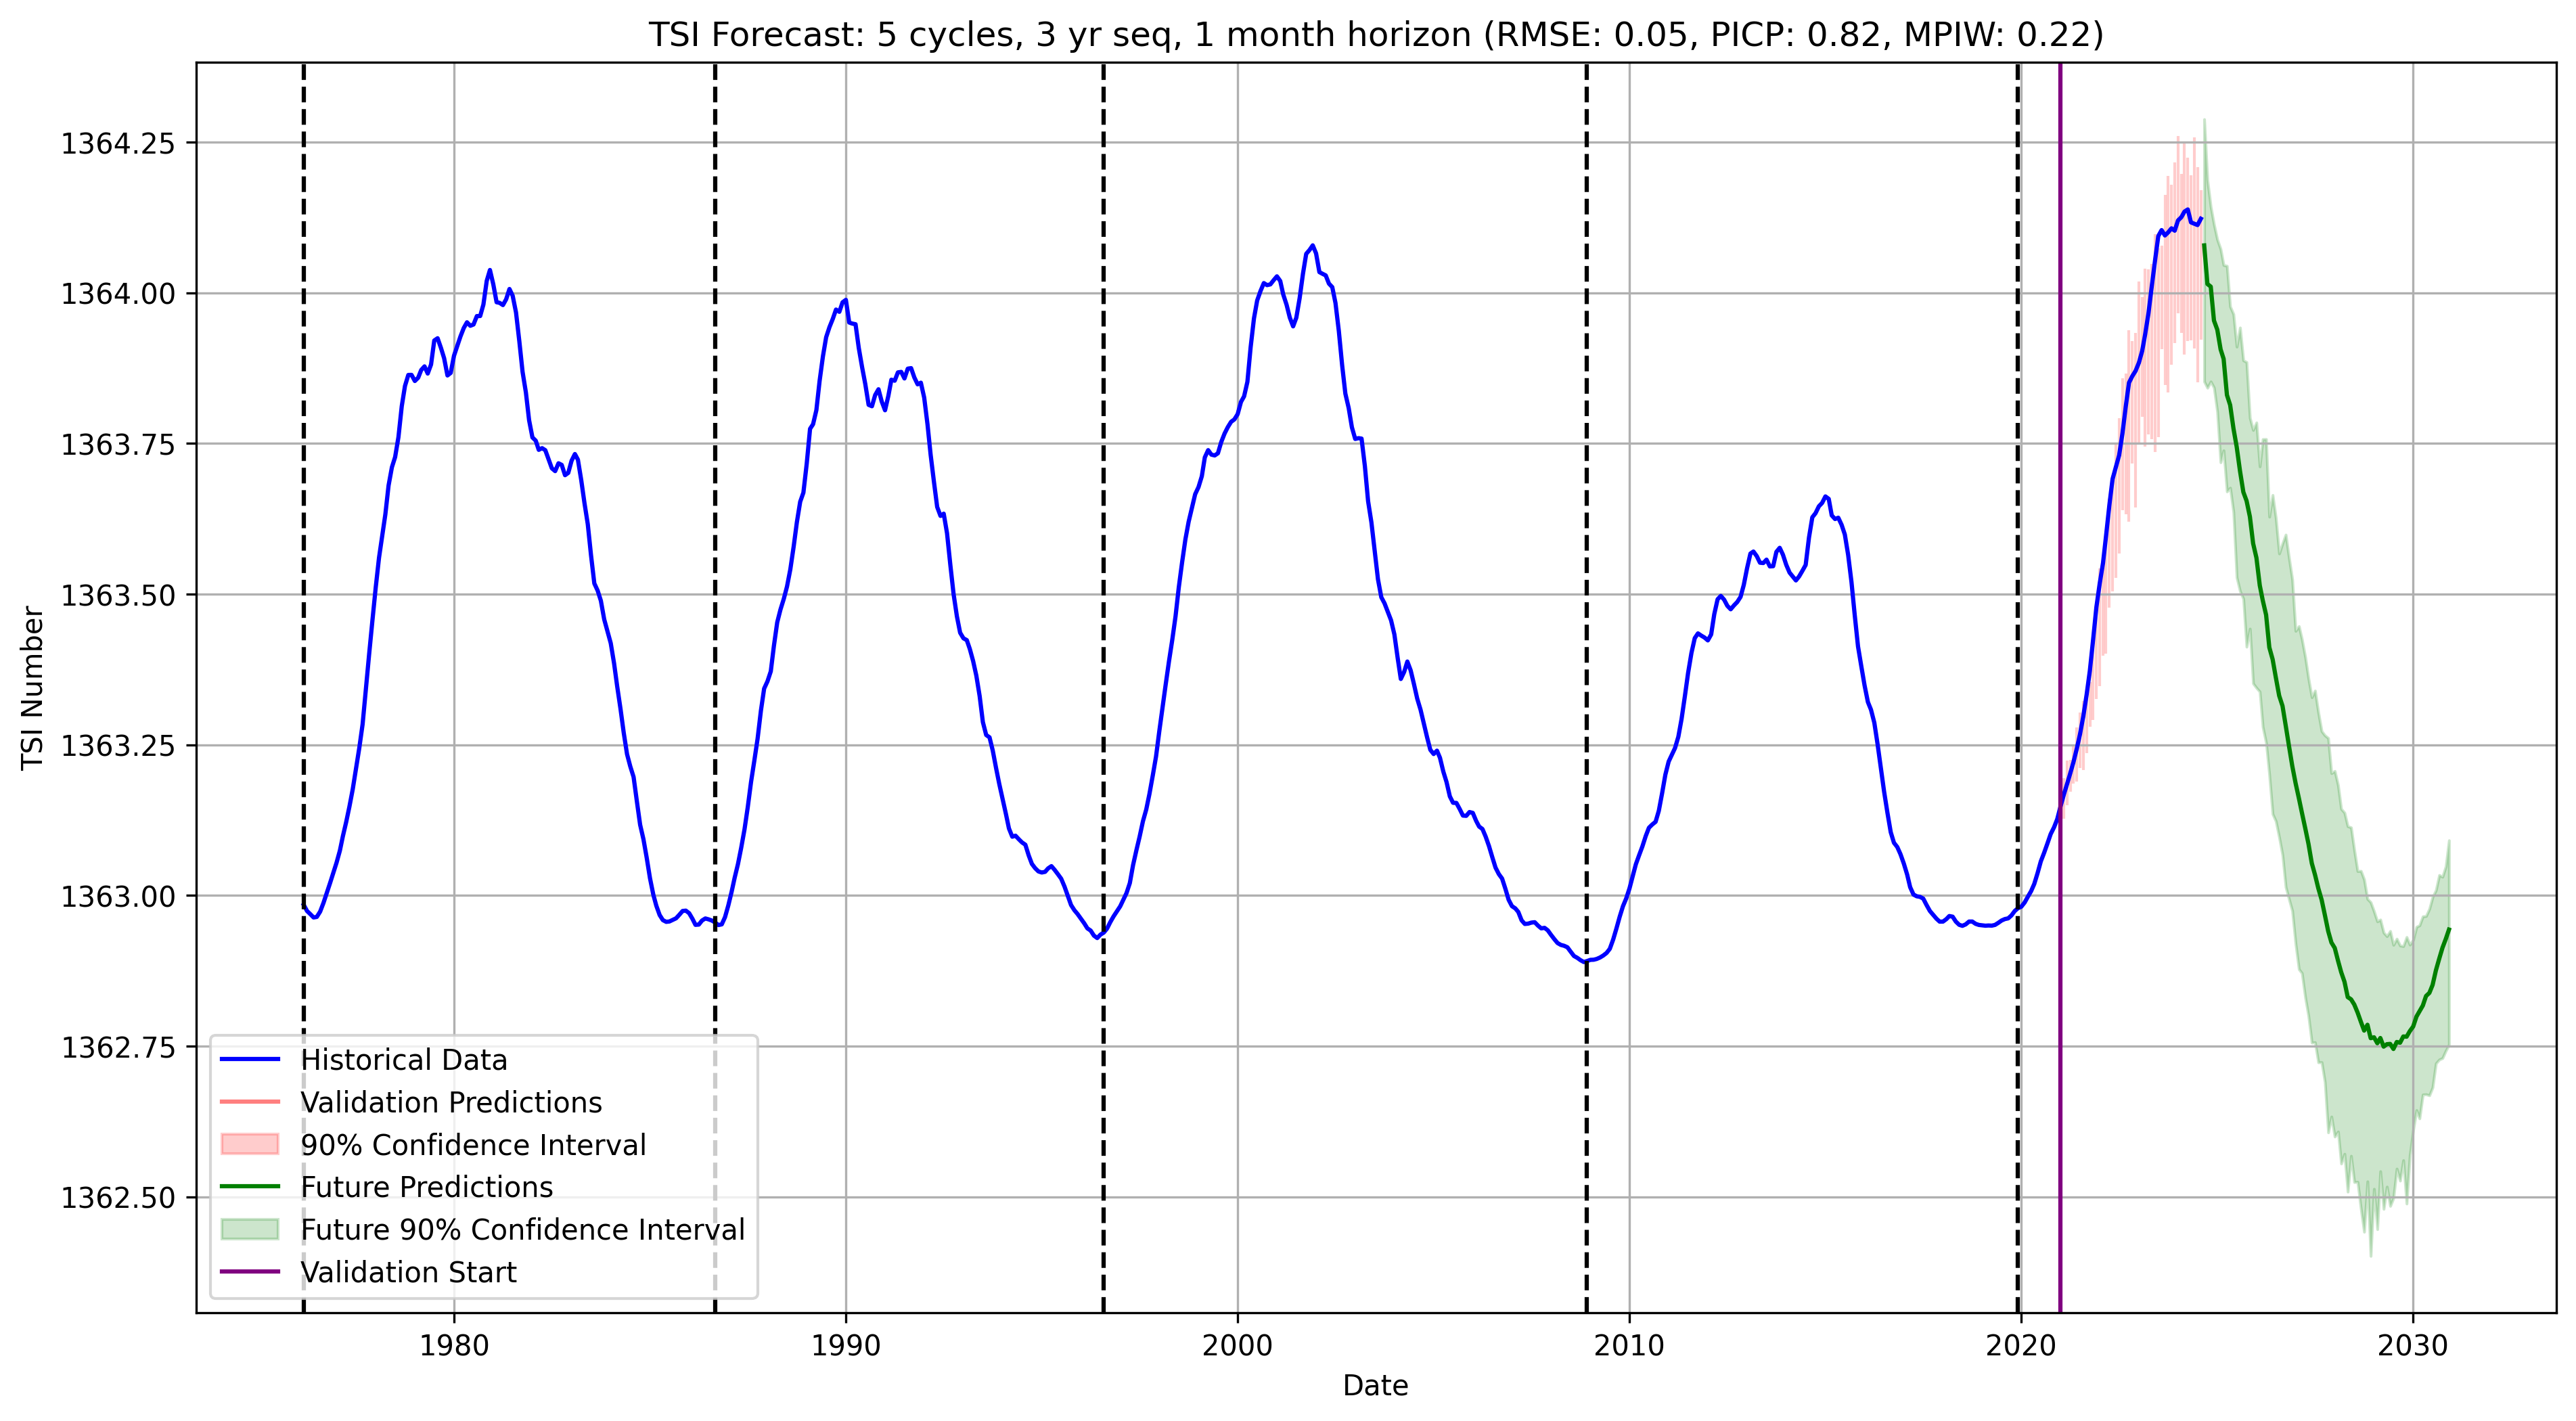 TSI Forecast: 5 cycles, 3 yr seq, 1 month horizon (RMSE: 0.05, PICP: 0.82, MPIW: 0.22)
TSI Number
1364.25
1364.00
1363.75
1363.50
1363.25
1363.00
1362.75
1362.50
Historical Data
Validation Predictions
90% Confidence Interval
Future Predictions
Future 90% Confidence Interval
Validation Start
1980 1990 2000 2010 2020 2030
Date